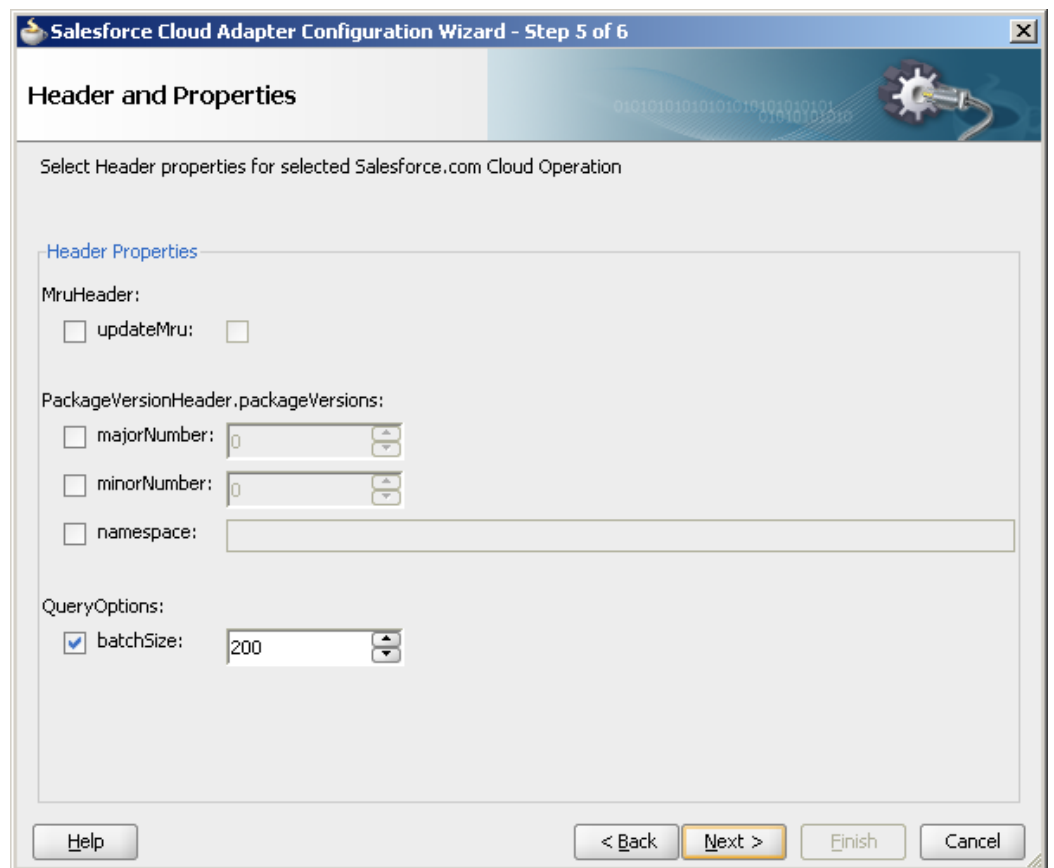 Salesforce Cloud Adapter Configuration Wizard - Step 5 of 6
Header and Properties
010101010101010101010101
01010101010
Select Header properties for selected Salesforce.com Cloud Operation
Header Properties
MruHeader:
updateMru:
PackageVersionHeader.packageVersions:
majorNumber: 0
minorNumber: 0
namespace:
QueryOptions:
batchSize: 200
Help < Back Next > Finish Cancel